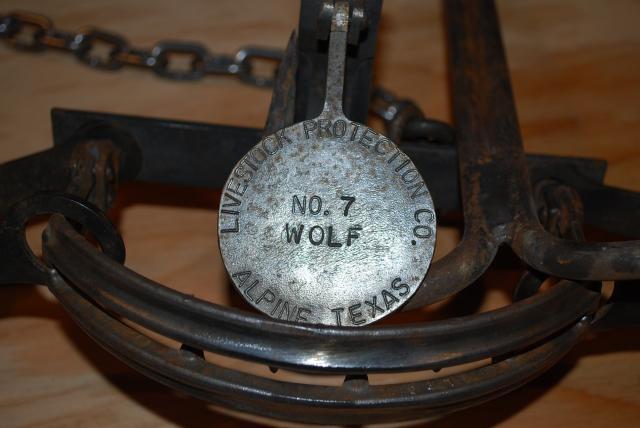 LIVESTOCK PROTECTION CO.
NO. 7
WOLF
ALPINE TEXAS